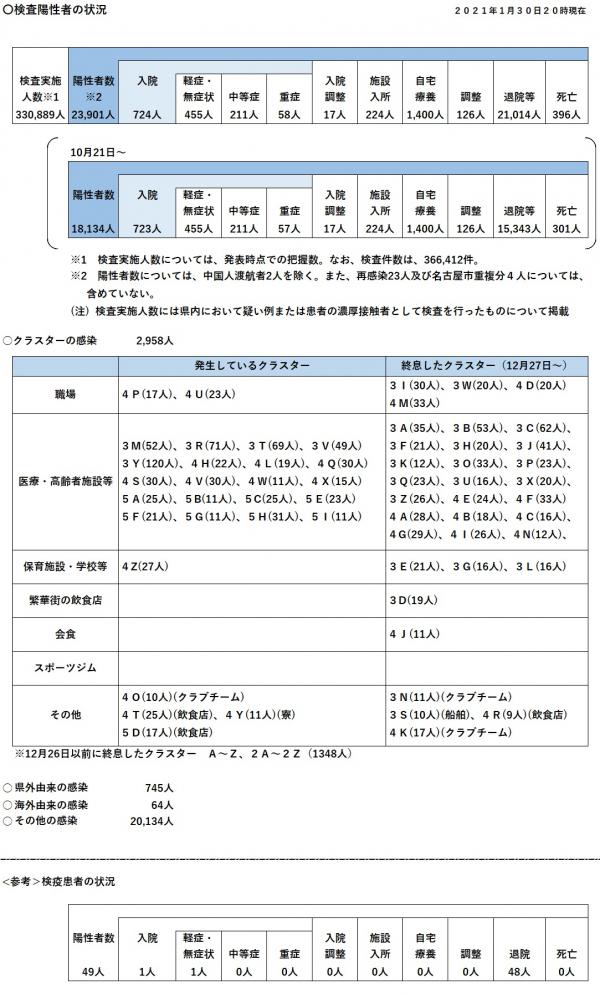 〇検査陽性者の状況
２０２１年１月３０日２０時現在
検査実施人数※1 陽性者数※2 入院 軽症・無症状 中等症 重症 入院調整 施設入所 自宅療養 調整 退院等 死亡
330,889人 23,901人 724人 455人 211人 58人 17人 224人 1,400人 126人 21,014人 396人
10月21日～
陽性者数 入院 軽症・無症状 中等症 重症 入院調整 施設入所 自宅療養 調整 退院等 死亡
18,134人 723人 455人 211人 57人 17人 224人 1,400人 126人 15,343人 301人
※1　検査実施人数については、発表時点での把握数。なお、検査件数は、366,412件。
※2　陽性者数については、中国人渡航者2人を除く。また、再感染23人及び名古屋市重複分４人については、
含めていない。
（注）検査実施人数には県内において疑い例または患者の濃厚接触者として検査を行ったものについて掲載
○クラスターの感染　2,958人
発生しているクラスター 終息したクラスター（12月27日～）
職場
４Ｐ(17人)、４Ｕ(23人)
３Ｉ(30人)、３Ｗ(20人)、４Ｄ(20人)
４Ｍ(33人)
医療・高齢者施設等
３Ｍ(52人)、３Ｒ(71人)、３Ｔ(69人)、３Ｖ(49人)
３Ｙ(120人)、４Ｈ(22人)、４Ｌ(19人)、４Ｑ(30人)
４Ｓ(30人)、４Ｖ(30人)、４Ｗ(11人)、４Ｘ(15人)
５Ａ(25人)、５Ｂ(11人)、５Ｃ(25人)、５Ｅ(23人)
５Ｆ(21人)、５Ｇ(11人)、５Ｈ(31人)、５Ｉ(11人)
３Ａ(35人)、３Ｂ(53人)、３Ｃ(62人)、
３Ｆ(21人)、３Ｈ(20人)、３Ｊ(41人)、
３Ｋ(12人)、３Ｏ(33人)、３Ｐ(23人)、
３Ｑ(23人)、３Ｕ(16人)、３Ｘ(20人)、
３Ｚ(26人)、４Ｅ(24人)、４Ｆ(33人)
４Ａ(28人)、４Ｂ(18人)、４Ｃ(16人)、
４Ｇ(29人)、４Ｉ(26人)、４Ｎ(12人)、
保育施設・学校等
４Ｚ(27人)
３Ｅ(21人)、３Ｇ(16人)、３Ｌ(16人)
繁華街の飲食店
３Ｄ(19人)
会食
４Ｊ(11人)
スポーツジム
その他
４Ｏ(10人)(クラブチーム)
４Ｔ(25人)(飲食店)、４Ｙ(11人)(寮)
５Ｄ(17人)(飲食店)
３Ｎ(11人)(クラブチーム)
３Ｓ(10人)(船舶)、４Ｒ(9人)(飲食店)
４Ｋ(17人)(クラブチーム)
※12月26日以前に終息したクラスター　Ａ～Ｚ、２Ａ～２Ｚ（1348人）
○ 県外由来の感染　745人
○ 海外由来の感染　64人
○ その他の感染　20,134人
<参考>検疫患者の状況
陽性者数 入院 軽症・無症状 中等症 重症 入院調整 施設入所 自宅療養 調整 退院 死亡
49人 1人 1人 0人 0人 0人 0人 0人 0人 48人 0人